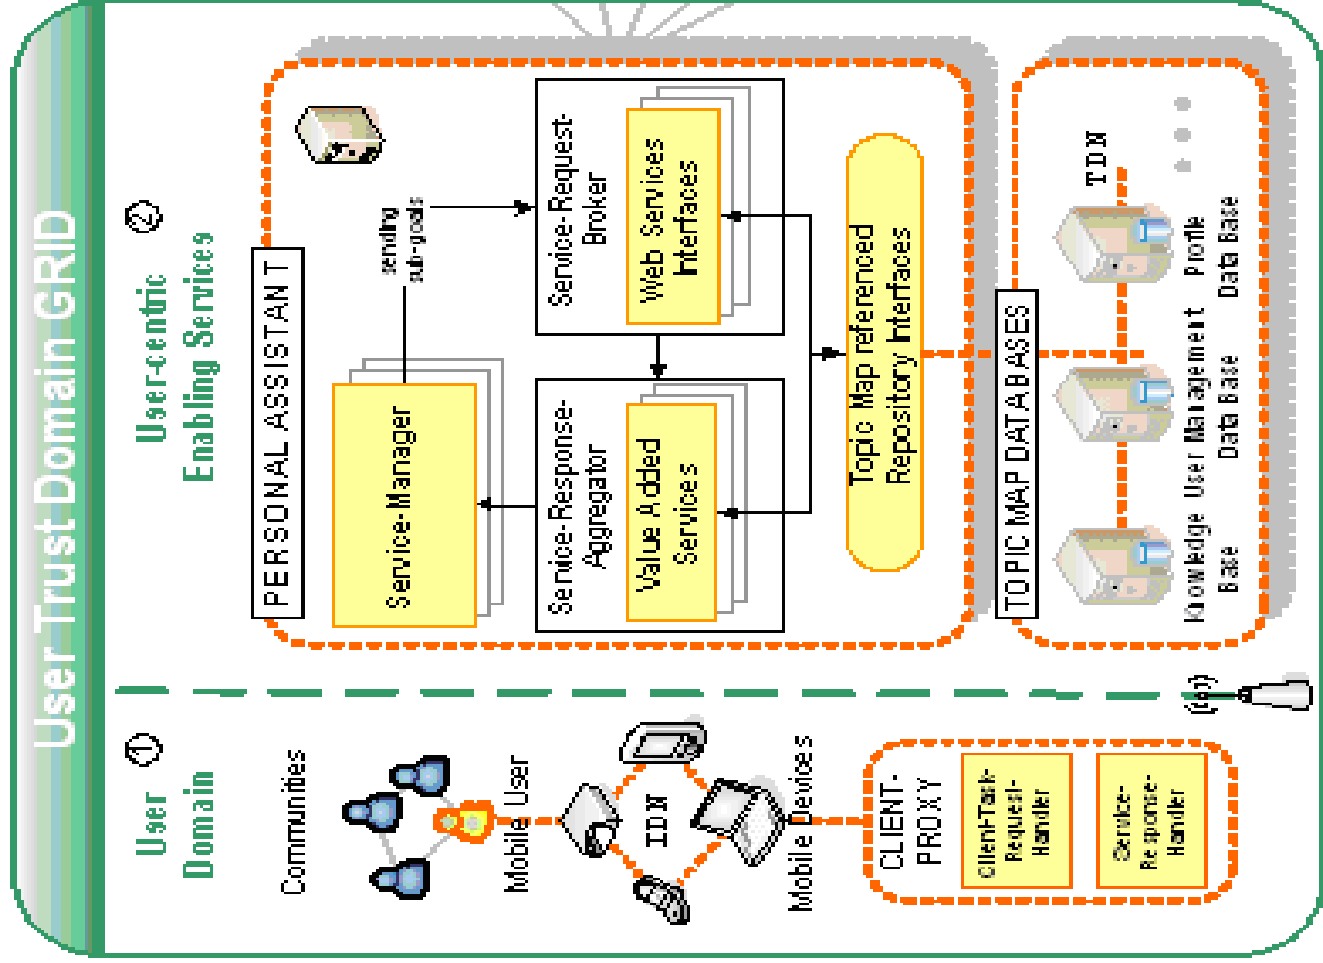 User Trust Domain GRID
①
User
Domain
Communities
Mobile User
IDN
Mobile Devices
CLIENT-
PROXY
Client-Task-
Request-
Hander
Service-
Response-
Hander
②
User-centric
Enabling Services
PERSONAL ASSISTANT
Service-Manager
sending
sub-goals
Service-Response-
Aggregator
Value Added
Services
Service-Request-
Broker
Web Services
Interfaces
Topic Map referenced
Repository Interfaces
TOPIC MAP DATABASES
TDN
Knowledge
Base
User Management
Data Base
Profile
Data Base